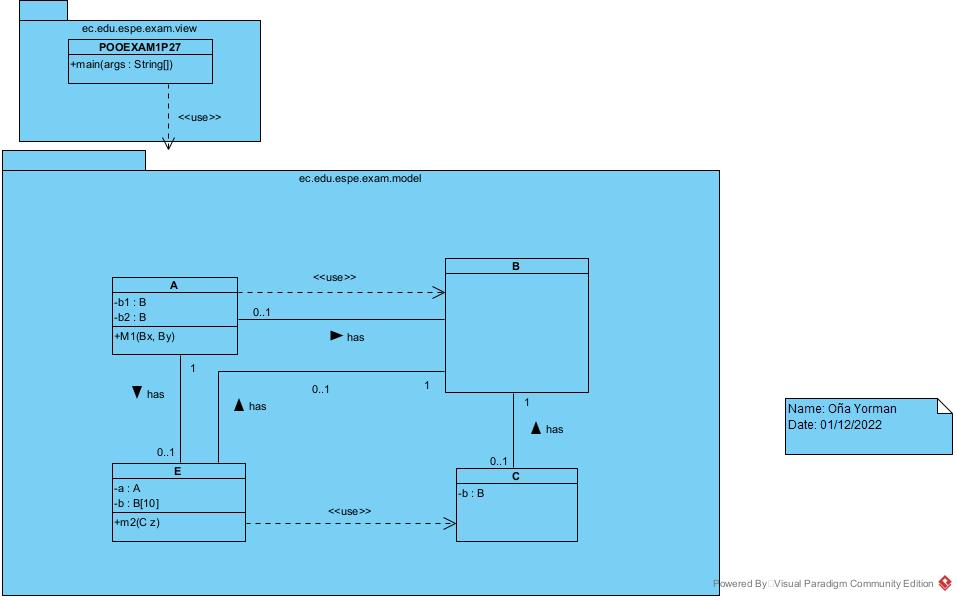 ec.edu.espe.exam.view
POOEXAM1P27
+main(args : String[])
<<use>>
ec.edu.espe.exam.model
A
-b1 : B
-b2 : B
+M1(Bx, By)
<<use>>
0..1
has
B
1
has
0..1
1
has
0..1
1
has
0..1
E
-a : A
-b : B[10]
+m2(C z)
<<use>>
C
-b : B
Name: Oña Yorman
Date: 01/12/2022
Powered By Visual Paradigm Community Edition